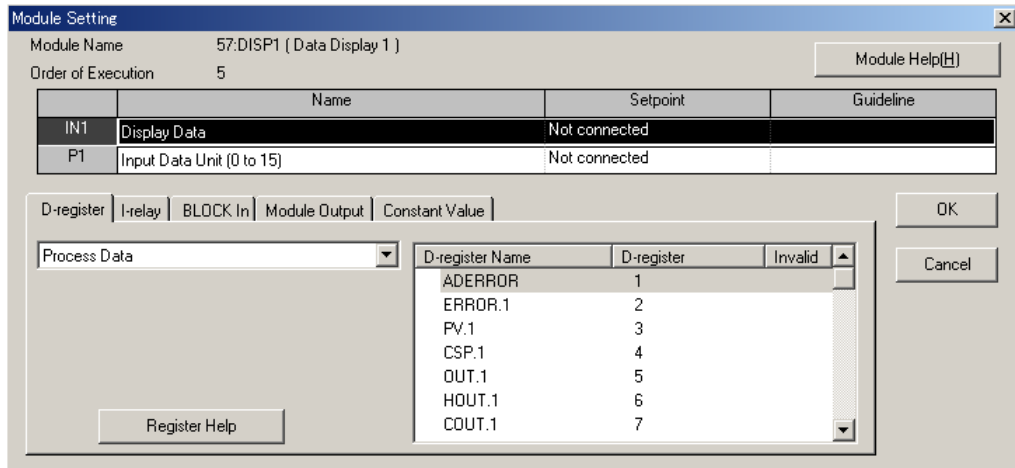 Module Setting
Module Name 57:DISP1 ( Data Display 1 )
Module Help(H)
Order of Execution 5
Name Setpoint Guideline
IN1 Display Data Not connected
P1 Input Data Unit (0 to 15) Not connected
D-register I-relay BLOCK In Module Output Constant Value
OK
Process Data
D-register Name D-register Invalid
Cancel
ADERROR 1
ERROR.1 2
PV.1 3
CSP.1 4
OUT.1 5
HOUT.1 6
COUT.1 7
Register Help